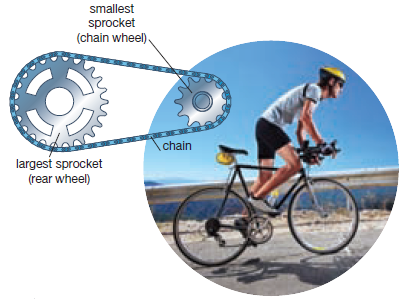 smallest
sprocket
(chain wheel)
chain
largest sprocket
(rear wheel)